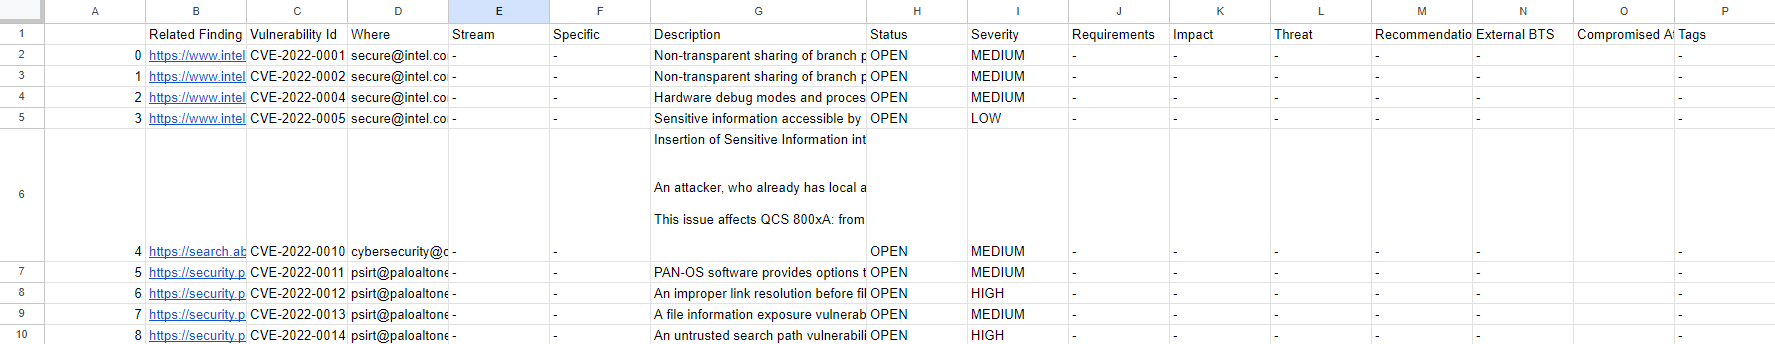 A B C D E F G H I J K L M N O P
1 Related Finding Vulnerability Id Where Stream Specific Description Status Severity Requirements Impact Threat Recommendatio External BTS Compromised At Tags
2 0 https://www.intel CVE-2022-0001 secure@intel.co - - Non-transparent sharing of branch p OPEN MEDIUM - - - - - -
3 1 https://www.intel CVE-2022-0002 secure@intel.co - - Non-transparent sharing of branch p OPEN MEDIUM - - - - - -
4 2 https://www.intel CVE-2022-0004 secure@intel.co - - Hardware debug modes and proces OPEN MEDIUM - - - - - -
5 3 https://www.intel CVE-2022-0005 secure@intel.co - - Sensitive information accessible by OPEN LOW - - - - - -
Insertion of Sensitive Information int
An attacker, who already has local a
6
This issue affects QCS 800xA: from
4 https://search.ab CVE-2022-0010 cybersecurity@c - - OPEN MEDIUM - - - - - -
7 5 https://security.p CVE-2022-0011 psirt@paloaltone - - PAN-OS software provides options t OPEN MEDIUM - - - - - -
8 6 https://security.p CVE-2022-0012 psirt@paloaltone - - An improper link resolution before fil OPEN HIGH - - - - - -
9 7 https://security.p CVE-2022-0013 psirt@paloaltone - - A file information exposure vulnerab OPEN MEDIUM - - - - - -
10 8 https://security.p CVE-2022-0014 psirt@paloaltone - - An untrusted search path vulnerabili OPEN HIGH - - - - - -